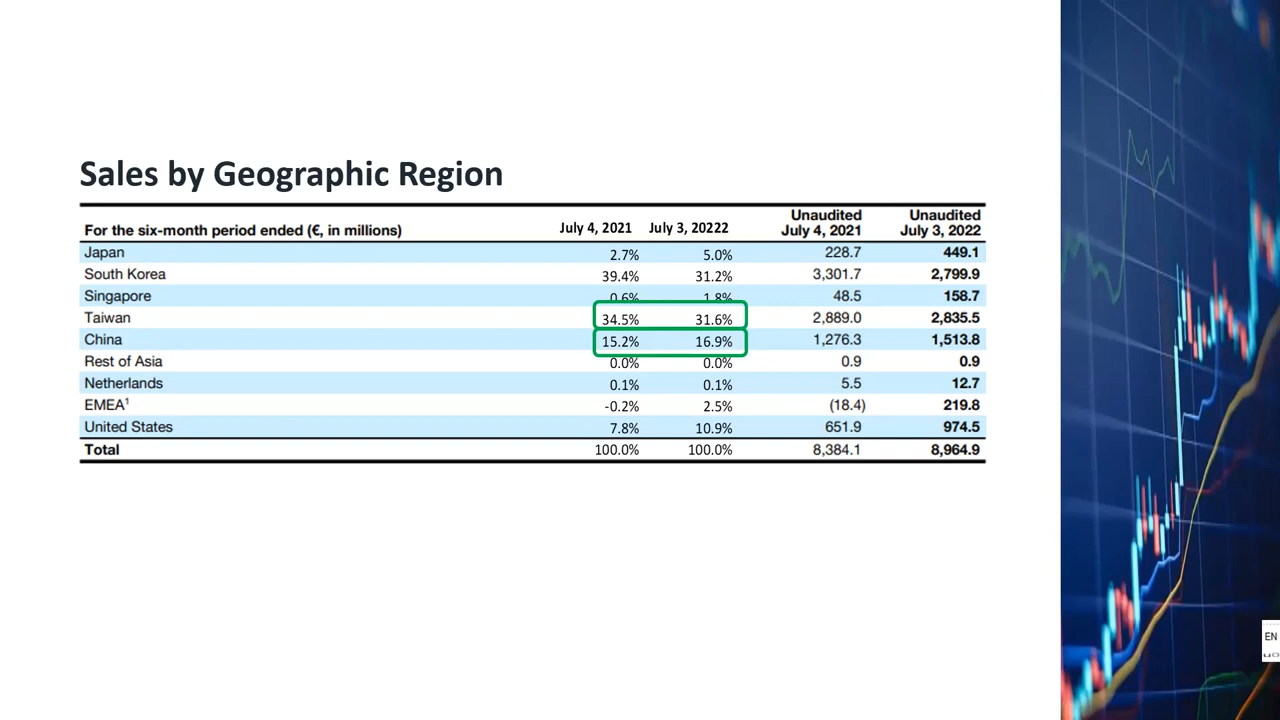 Sales by Geographic Region
For the six-month period ended (€, in millions) July 4, 2021 July 3, 20222 Unaudited July 4, 2021 Unaudited July 3, 2022
Japan 2.7% 5.0% 228.7 449.1
South Korea 39.4% 31.2% 3,301.7 2,799.9
Singapore 0.6% 1.8% 48.5 158.7
Taiwan 34.5% 31.6% 2,889.0 2,835.5
China 15.2% 16.9% 1,276.3 1,513.8
Rest of Asia 0.0% 0.0% 0.9 0.9
Netherlands 0.1% 0.1% 5.5 12.7
EMEA¹ -0.2% 2.5% (18.4) 219.8
United States 7.8% 10.9% 651.9 974.5
Total 100.0% 100.0% 8,384.1 8,964.9
EN